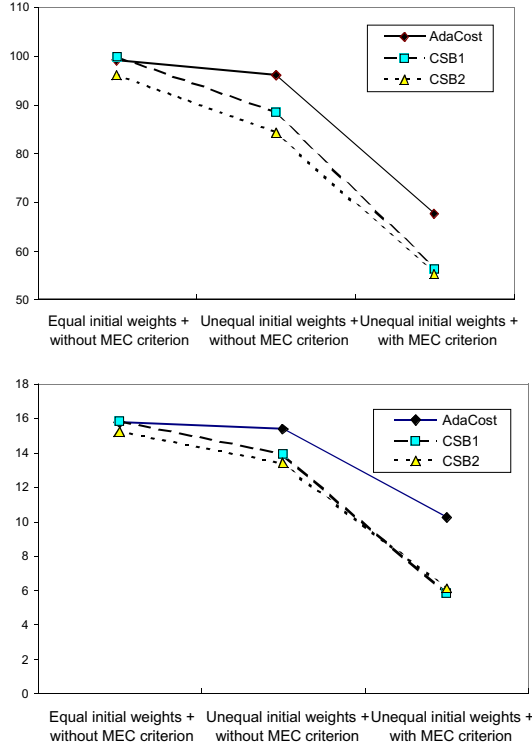 110
100
90
80
70
60
50
AdaCost
CSB1
CSB2
Equal initial weights + Unequal initial weights + Unequal initial weights +
without MEC criterion without MEC criterion with MEC criterion
18
16
14
12
10
8
6
4
2
0
AdaCost
CSB1
CSB2
Equal initial weights + Unequal initial weights + Unequal initial weights +
without MEC criterion without MEC criterion with MEC criterion